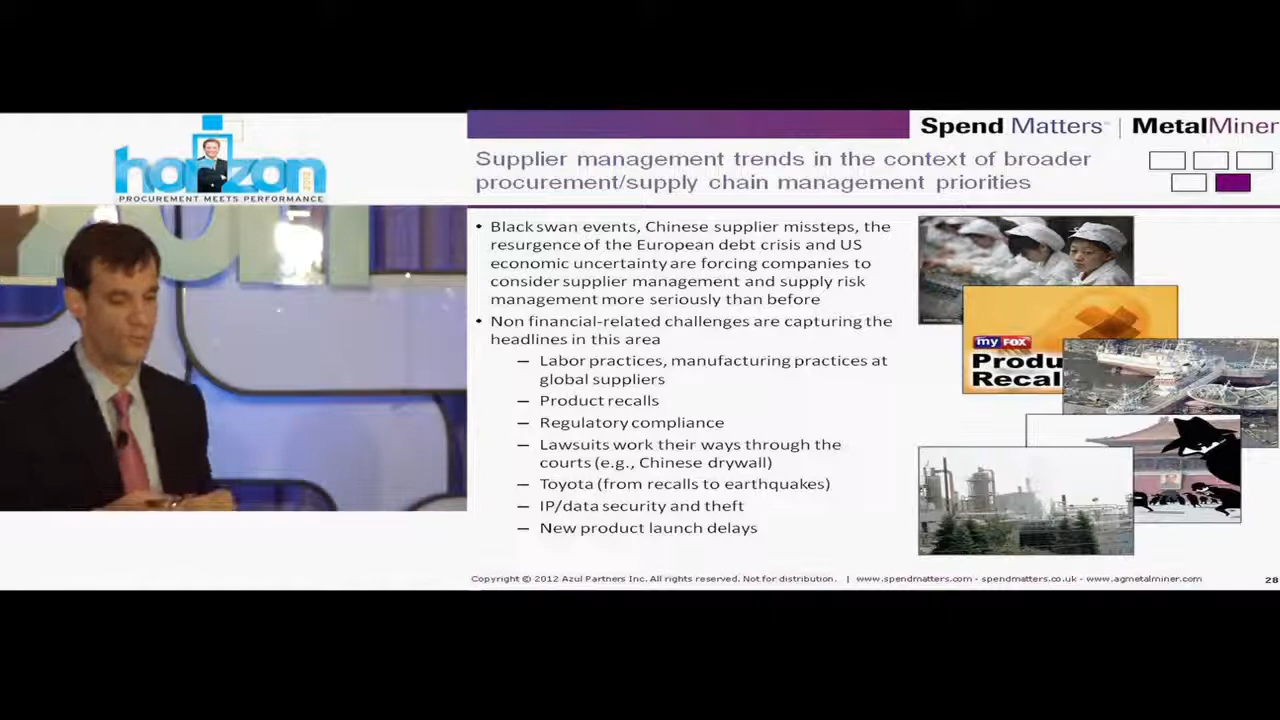 horizon
PROCUREMENT MEETS PERFORMANCE
Spend Matters | MetalMiner
Supplier management trends in the context of broader
procurement/supply chain management priorities
• Black swan events, Chinese supplier missteps, the
resurgence of the European debt crisis and US
economic uncertainty are forcing companies to
consider supplier management and supply risk
management more seriously than before
• Non financial-related challenges are capturing the
headlines in this area
– Labor practices, manufacturing practices at
global suppliers
– Product recalls
– Regulatory compliance
– Lawsuits work their ways through the
courts (e.g., Chinese drywall)
– Toyota (from recalls to earthquakes)
– IP/data security and theft
– New product launch delays
my FOX
Produ
Recal
Copyright © 2012 Azul Partners Inc. All rights reserved. Not for distribution. | www.spendmatters.com - spendmatters.co.uk - www.agmetalminer.com
28